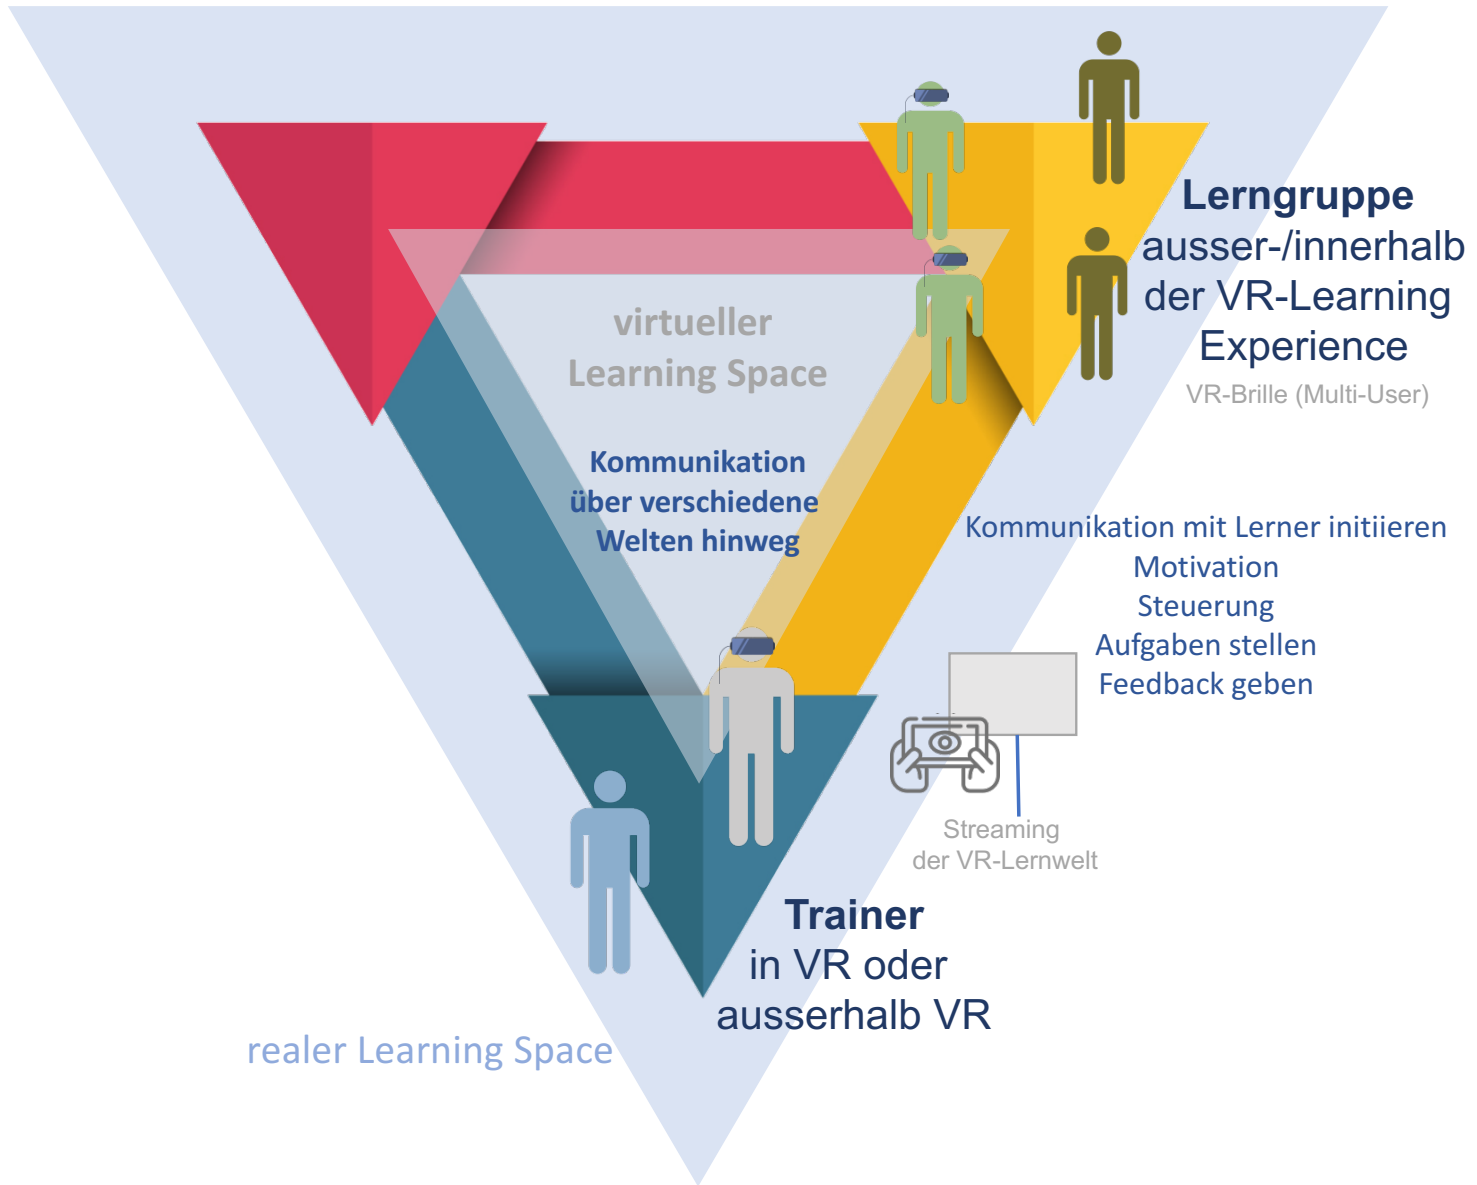 Lerngruppe
ausser-/innerhalb
der VR-Learning
Experience
VR-Brille (Multi-User)
virtueller
Learning Space
Kommunikation
über verschiedene
Welten hinweg
Kommunikation mit Lerner initiieren
Motivation
Steuerung
Aufgaben stellen
Feedback geben
Streaming
der VR-Lernwelt
Trainer
in VR oder
ausserhalb VR
realer Learning Space